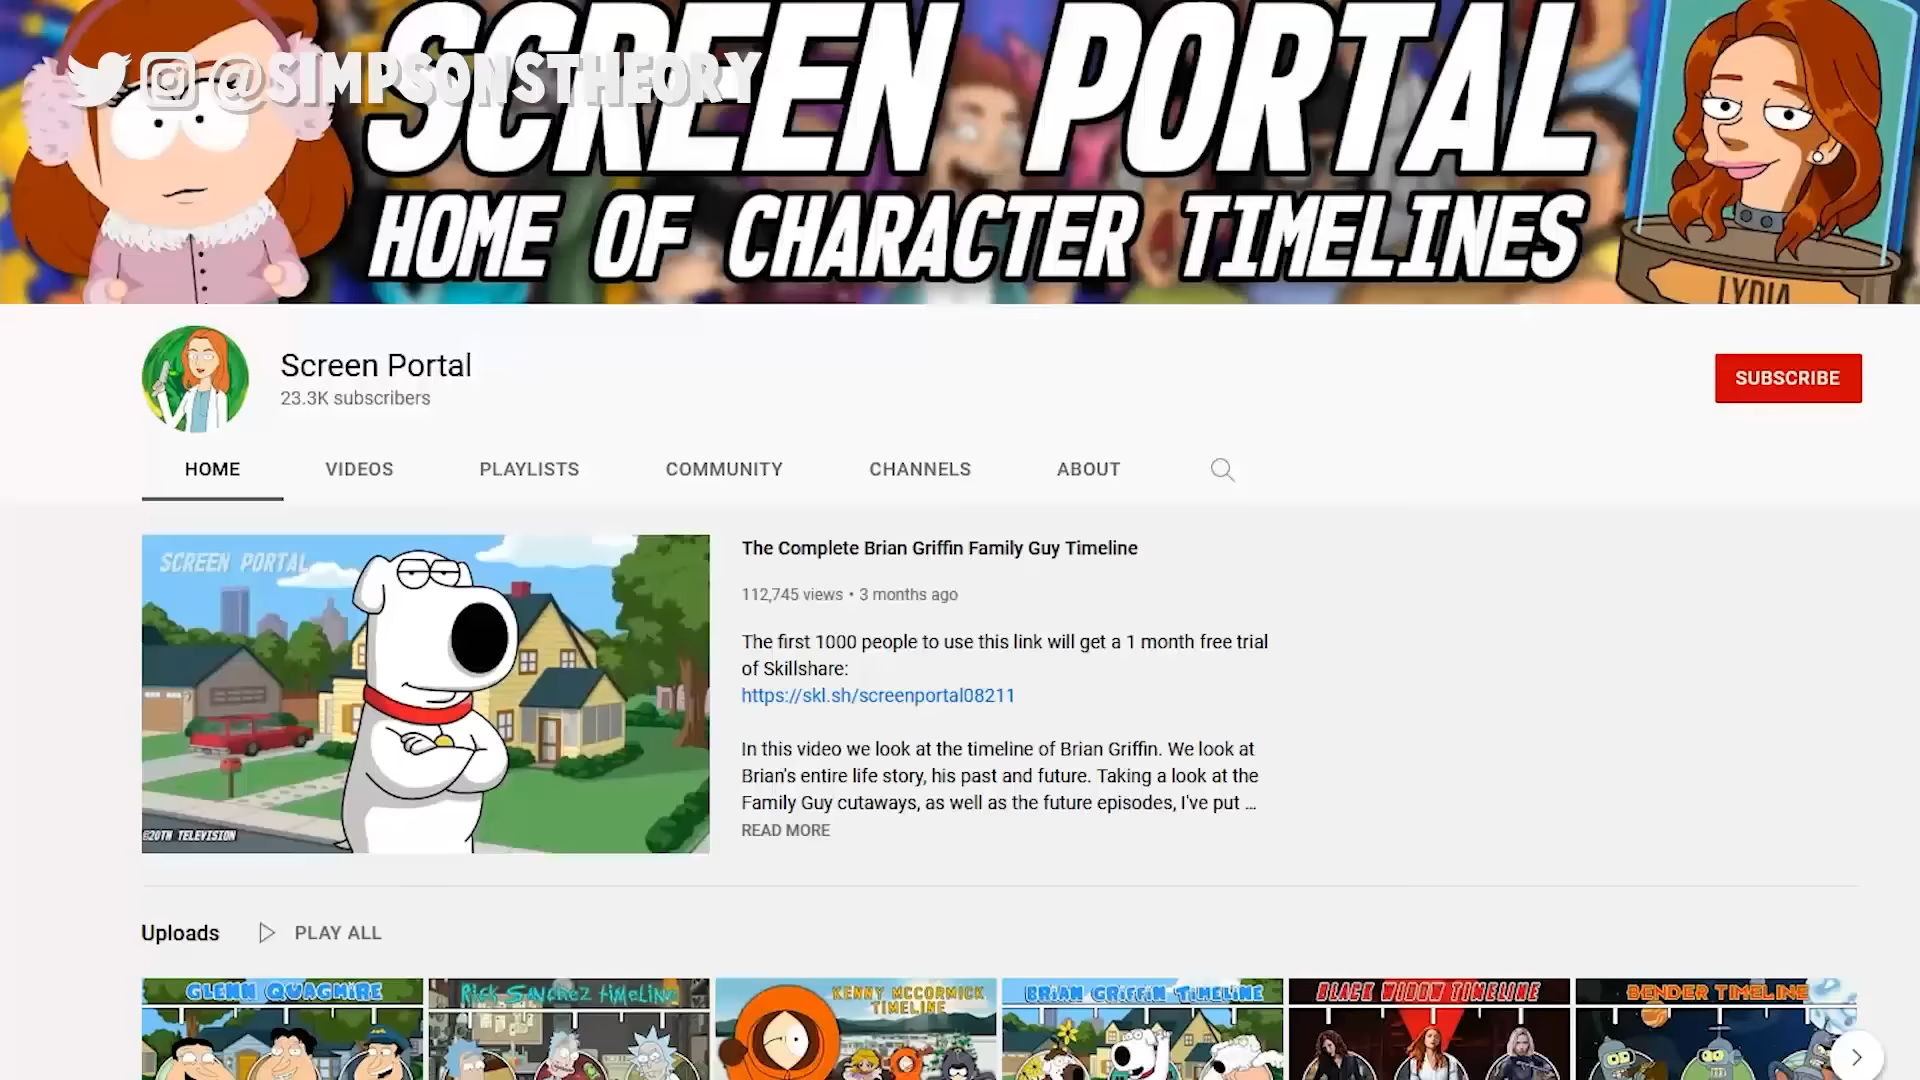 SCREEN PORTAL
@SIMPSONSTHEORY
HOME OF CHARACTER TIMELINES
LYDIA
Screen Portal
23.3K subscribers
SUBSCRIBE
HOME VIDEOS PLAYLISTS COMMUNITY CHANNELS ABOUT
SCREEN PORTAL
©20TH TELEVISION
The Complete Brian Griffin Family Guy Timeline
112,745 views • 3 months ago
The first 1000 people to use this link will get a 1 month free trial
of Skillshare:
https://skl.sh/screenportal08211
In this video we look at the timeline of Brian Griffin. We look at
Brian's entire life story, his past and future. Taking a look at the
Family Guy cutaways, as well as the future episodes, I've put ...
READ MORE
Uploads PLAY ALL
GLENN QUAGMIRE
Rick Sanchez timeline
KENNY MCCORMICK
TIMELINE
BRIAN GRIFFIN TIMELINE
BLACK WIDOW TIMELINE
BENDER TIMELINE